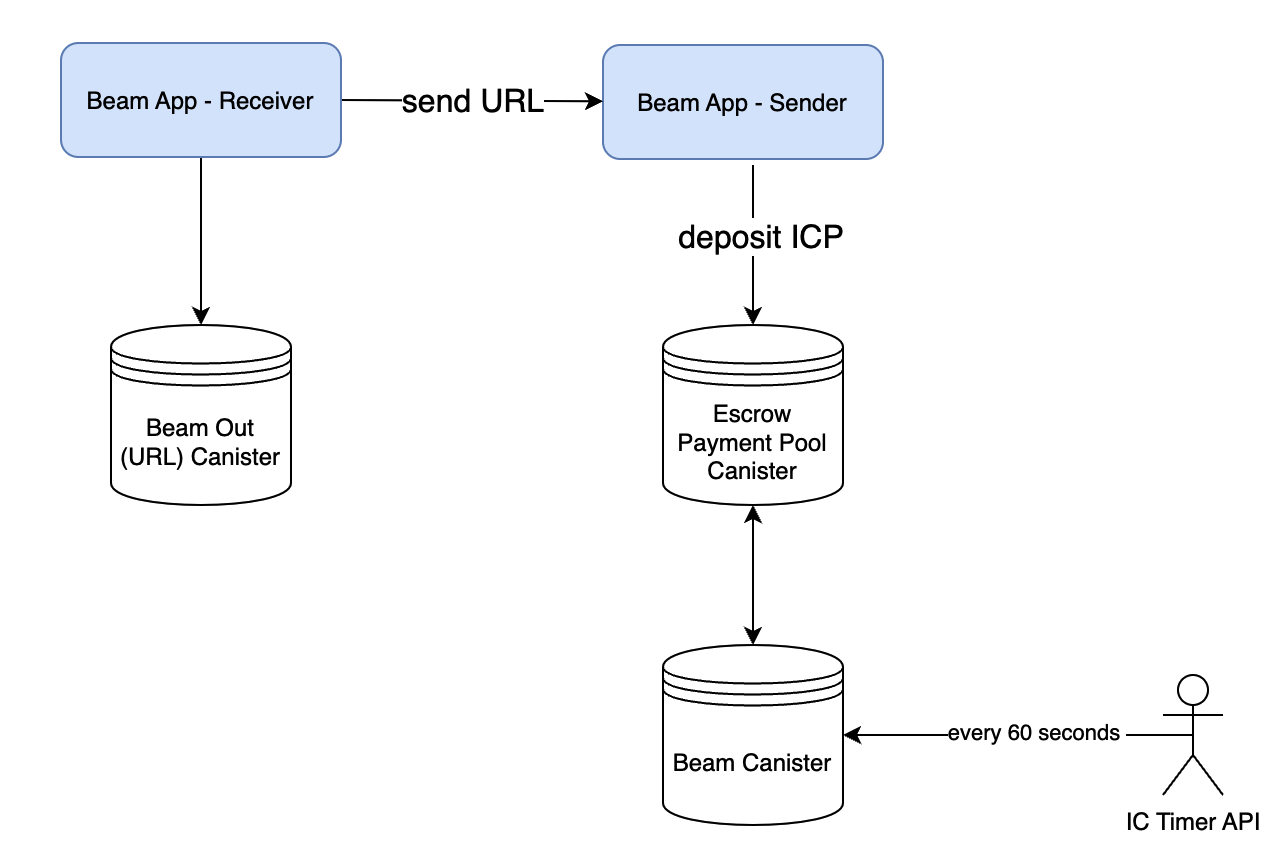 Beam App - Receiver
send URL
Beam App - Sender
deposit ICP
Beam Out
(URL) Canister
Escrow
Payment Pool
Canister
Beam Canister
every 60 seconds
IC Timer API